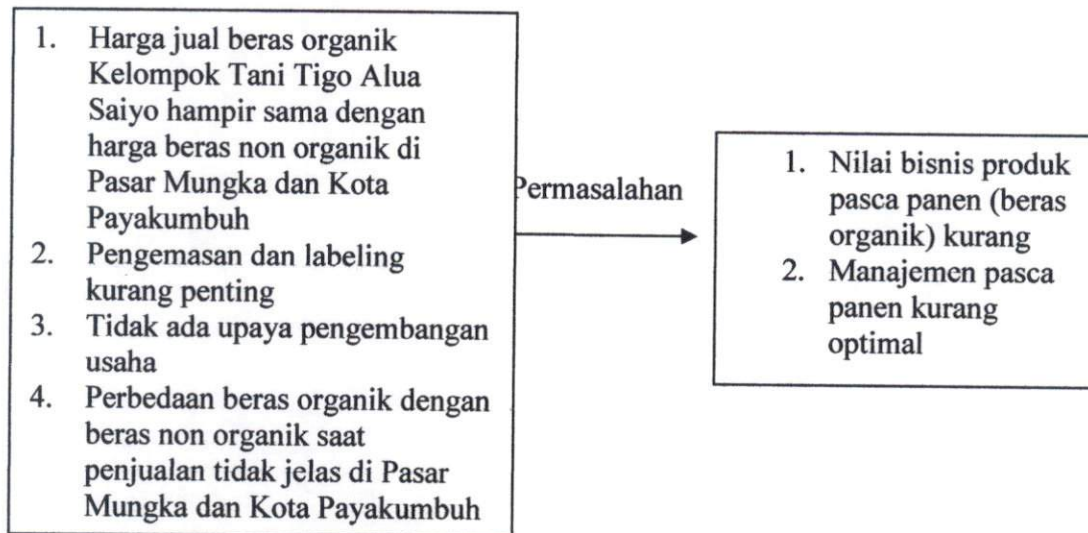 1. Harga jual beras organik
Kelompok Tani Tigo Alua
Saiyo hampir sama dengan
harga beras non organik di
Pasar Mungka dan Kota
Payakumbuh
2. Pengemasan dan labeling
kurang penting
3. Tidak ada upaya pengembangan
usaha
4. Perbedaan beras organik dengan
beras non organik saat
penjualan tidak jelas di Pasar
Mungka dan Kota Payakumbuh
Permasalahan
1. Nilai bisnis produk
pasca panen (beras
organik) kurang
2. Manajemen pasca
panen kurang
optimal